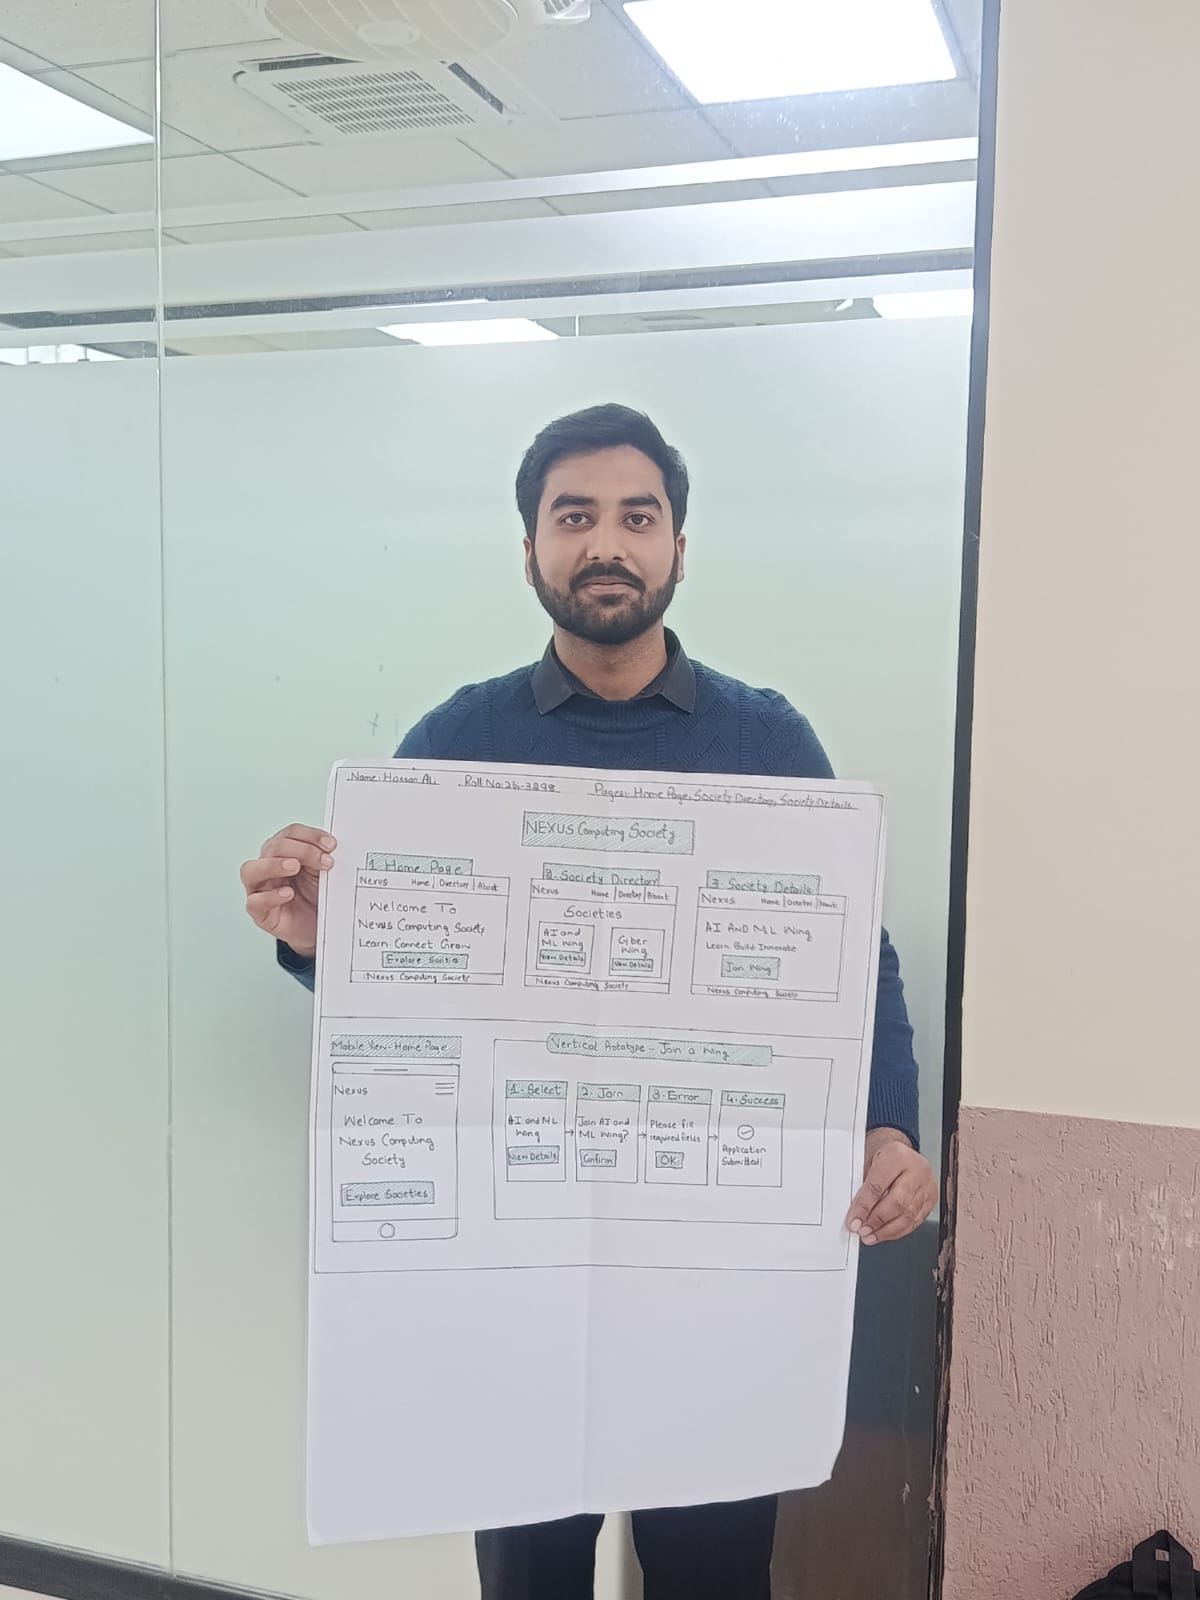 Name: Hassan Ali Roll No: 26i-3298 Pages: Home Page, Society Directory, Society Details
NEXUS Computing Society
1. Home Page
Nexus Home | Directory | About
Welcome To
Nexus Computing Society
Learn. Connect. Grow
Explore Societie
Nexus Computing Society
2. Society Director
Nexus Home | Directory | About
Societies
AI and
ML Wing
View Details
Cyber
Wing
View Details
Nexus Computing Society
3. Society Details
Nexus Home | Directory | About
AI AND ML Wing
Learn. Build. Innovate
Join Wing
Nexus Computing Society
Mobile View- Home Page
Nexus
Welcome To
Nexus Computing
Society
Explore Societies
Vertical Prototype - Join a Wing
1. Select
AI and ML
Wing
View Details
2. Join
Join AI and
ML Wing?
Confirm
3. Error
Please fill
required fields
OK
4. Success
Application
Submitted!